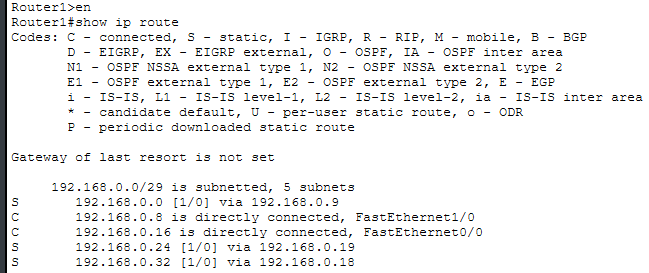 Router1>en
Router1#show ip route
Codes: C - connected, S - static, I - IGRP, R - RIP, M - mobile, B - BGP
       D - EIGRP, EX - EIGRP external, O - OSPF, IA - OSPF inter area
       N1 - OSPF NSSA external type 1, N2 - OSPF NSSA external type 2
       E1 - OSPF external type 1, E2 - OSPF external type 2, E - EGP
       i - IS-IS, L1 - IS-IS level-1, L2 - IS-IS level-2, ia - IS-IS inter area
       * - candidate default, U - per-user static route, o - ODR
       P - periodic downloaded static route

Gateway of last resort is not set

     192.168.0.0/29 is subnetted, 5 subnets
S       192.168.0.0 [1/0] via 192.168.0.9
C       192.168.0.8 is directly connected, FastEthernet1/0
C       192.168.0.16 is directly connected, FastEthernet0/0
S       192.168.0.24 [1/0] via 192.168.0.19
S       192.168.0.32 [1/0] via 192.168.0.18